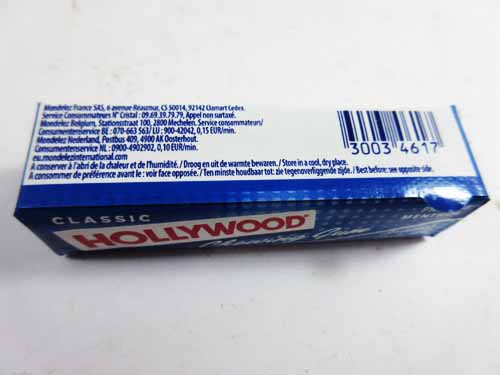 Mondelez France SAS, 6 avenue Réaumur, CS 50014, 92142 Clamart Cedex.
Service Consommateurs N° Cristal : 09.69.39.79.79, Appel non surtaxé.
Mondelez Belgium, Stationsstraat 100, 2800 Mechelen. Service consommateurs/
Consumentenservice BE : 070-663 563/ LU : 900-42042, 0,15 EUR/min.
Mondelez Nederland, Postbus 409, 4900 AK Oosterhout.
Consumentenservice NL : 0900-4902902, 0,10 EUR/min.
eu.mondelezinternational.com
A conserver à l'abri de la chaleur et de l'humidité. / Droog en uit de warmte bewaren. / Store in a cool, dry place.
A consommer de préférence avant le : voir face opposée. / Ten minste houdbaar tot: zie tegenoverliggende zijde. / Best before: see opposite side.
3003 4617
CLASSIC
HOLLYWOOD
Chewing Gum